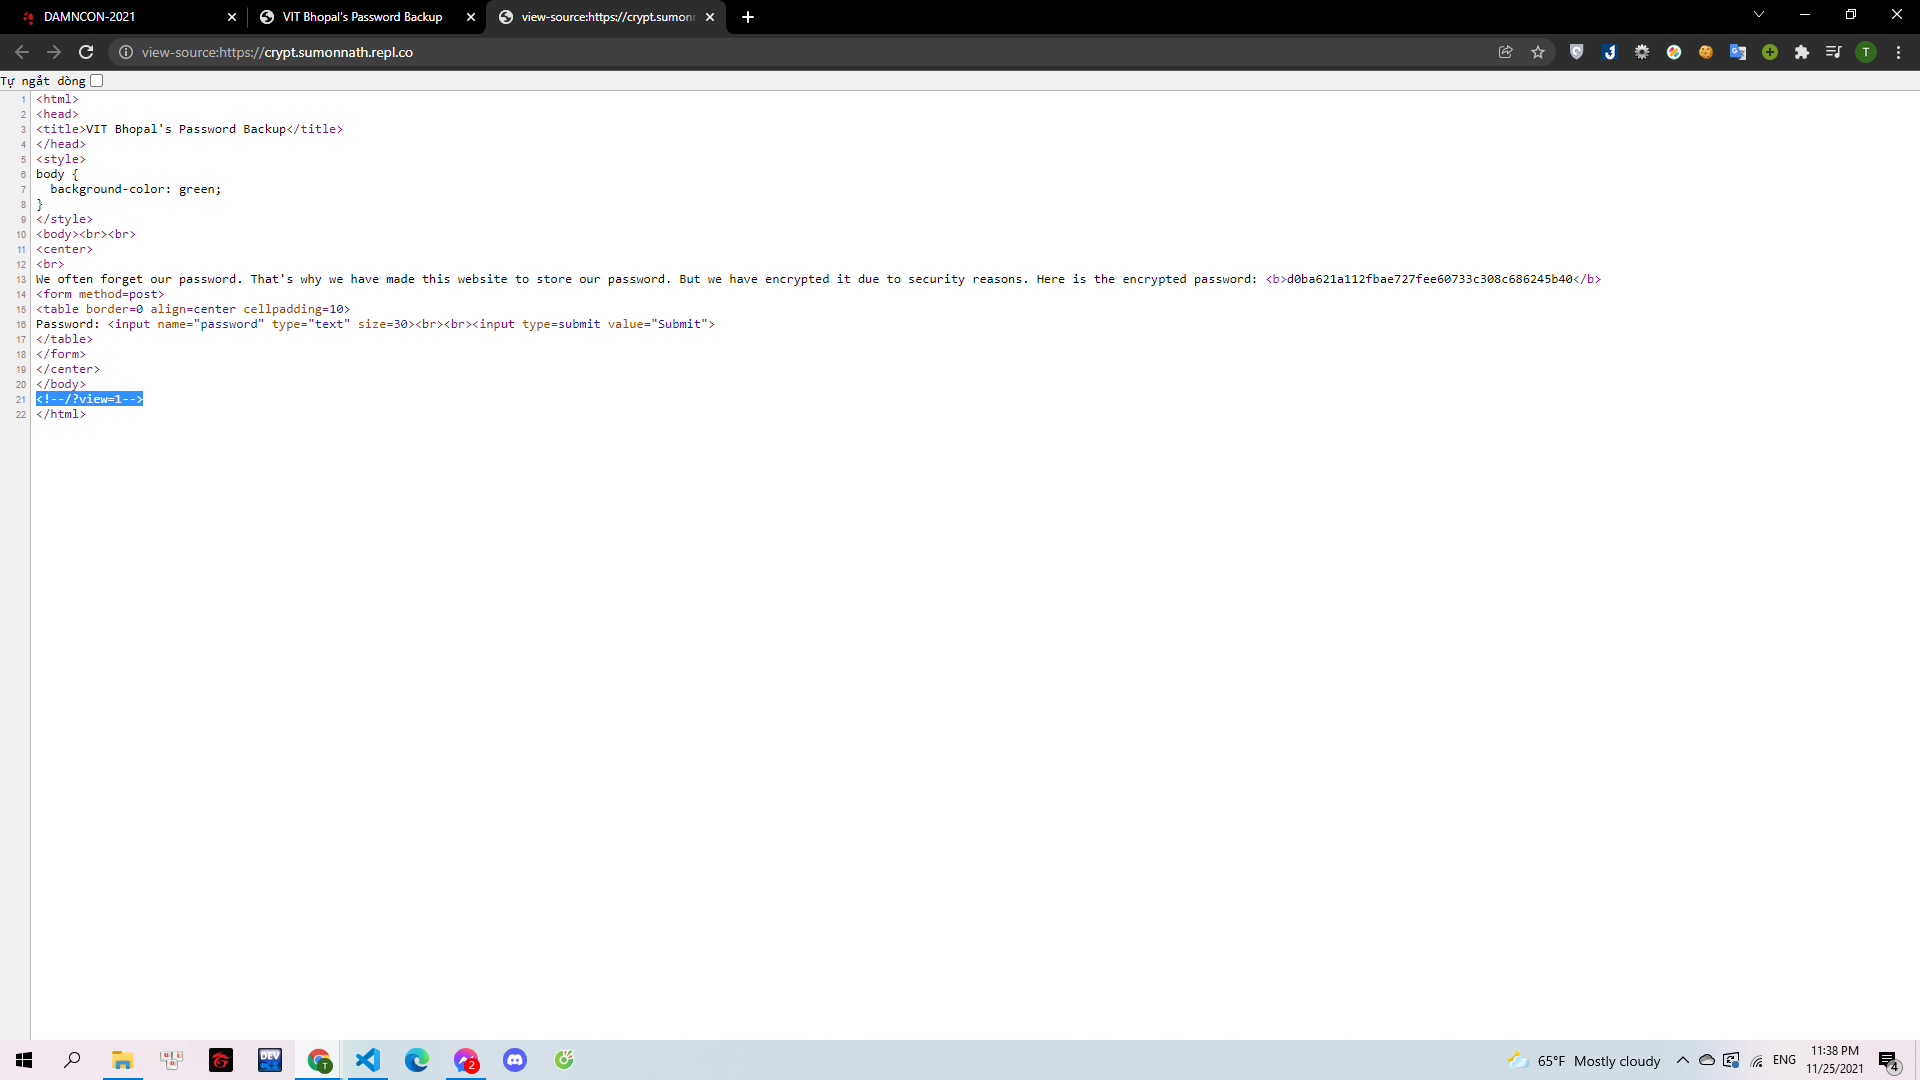 DAMNCON-2021
VIT Bhopal's Password Backup
view-source:https://crypt.sumonn
view-source:https://crypt.sumonnath.repl.co
T
Tự ngắt dòng
1 <html>
2 <head>
3 <title>VIT Bhopal's Password Backup</title>
4 </head>
5 <style>
6 body {
7 background-color: green;
8 }
9 </style>
10 <body><br><br>
11 <center>
12 <br>
13 We often forget our password. That's why we have made this website to store our password. But we have encrypted it due to security reasons. Here is the encrypted password: <b>d0ba621a112fbae727fee60733c308c686245b40</b>
14 <form method=post>
15 <table border=0 align=center cellpadding=10>
16 Password: <input name="password" type="text" size=30><br><br><input type=submit value="Submit">
17 </table>
18 </form>
19 </center>
20 </body>
21 <!--/?view=1-->
22 </html>
DEV
T
2
65°F Mostly cloudy
ENG
11:38 PM
11/25/2021
4